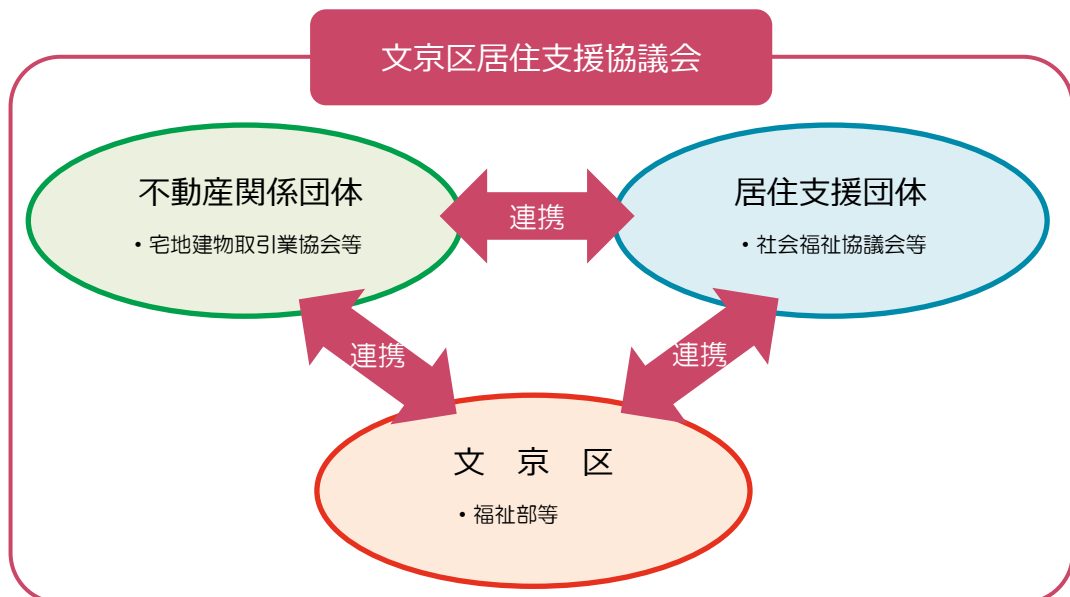 文京区居住支援協議会
不動産関係団体
・宅地建物取引業協会等
連携
居住支援団体
・社会福祉協議会等
連携
連携
文　京　区
・福祉部等